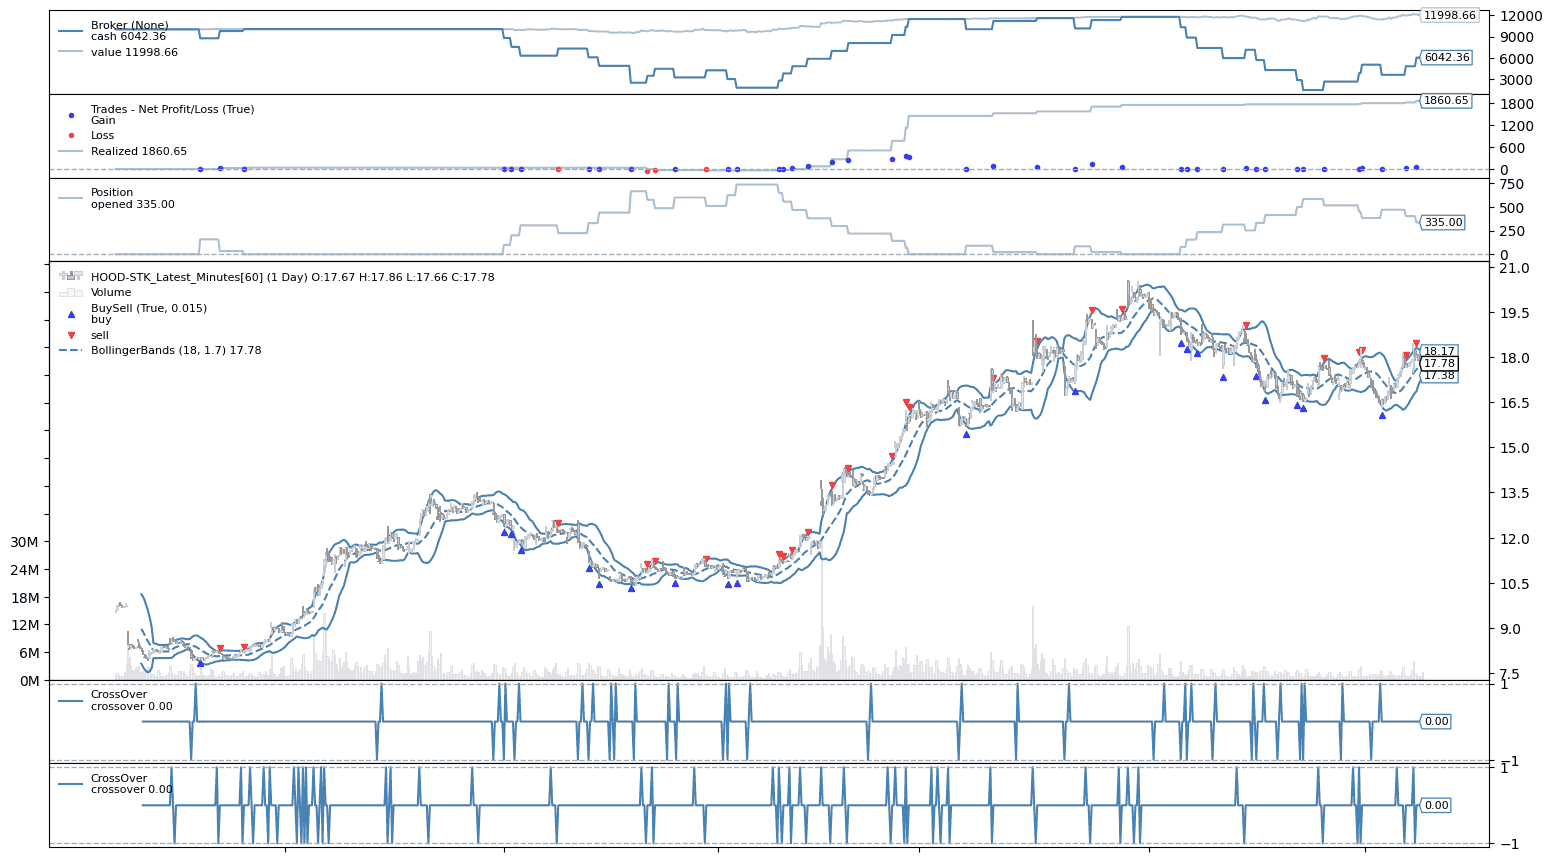 Broker (None)
cash 6042.36
value 11998.66
11998.66
6042.36
12000
9000
6000
3000
Trades - Net Profit/Loss (True)
Gain
Loss
Realized 1860.65
1860.65
1800
1200
600
0
Position
opened 335.00
335.00
750
500
250
0
HOOD-STK_Latest_Minutes[60] (1 Day) O:17.67 H:17.86 L:17.66 C:17.78
Volume
BuySell (True, 0.015)
buy
sell
BollingerBands (18, 1.7) 17.78
18.17
17.78
17.38
21.0
19.5
18.0
16.5
15.0
13.5
12.0
10.5
9.0
7.5
30M
24M
18M
12M
6M
0M
CrossOver
crossover 0.00
0.00
1
−1
CrossOver
crossover 0.00
0.00
1
−1